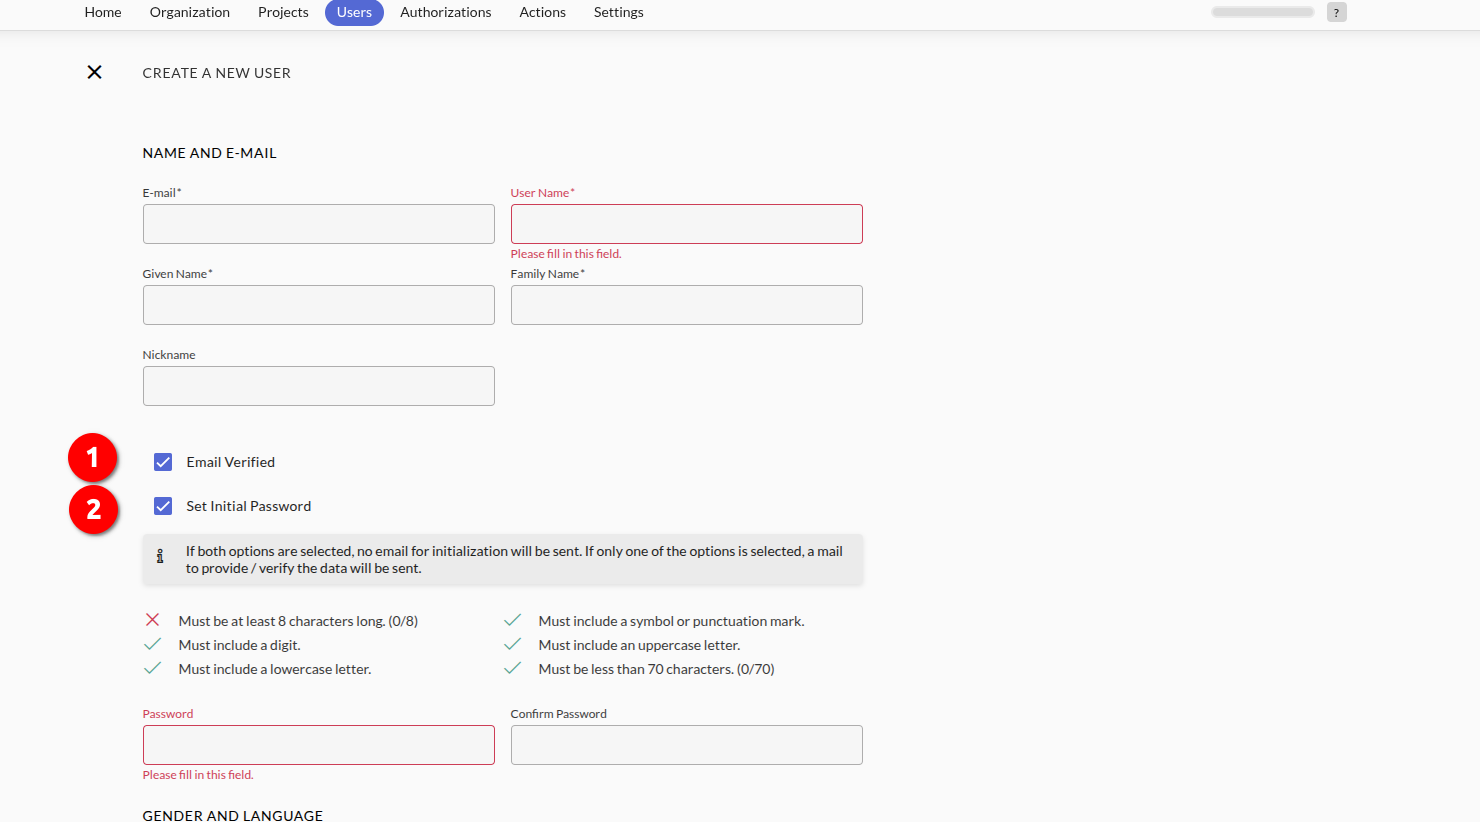 Home Organization Projects Users Authorizations Actions Settings ?
CREATE A NEW USER
NAME AND E-MAIL
E-mail* User Name*
Please fill in this field.
Given Name* Family Name*
Nickname
1 Email Verified
2 Set Initial Password
If both options are selected, no email for initialization will be sent. If only one of the options is selected, a mail
to provide / verify the data will be sent.
Must be at least 8 characters long. (0/8) Must include a symbol or punctuation mark.
Must include a digit. Must include an uppercase letter.
Must include a lowercase letter. Must be less than 70 characters. (0/70)
Password Confirm Password
Please fill in this field.
GENDER AND LANGUAGE